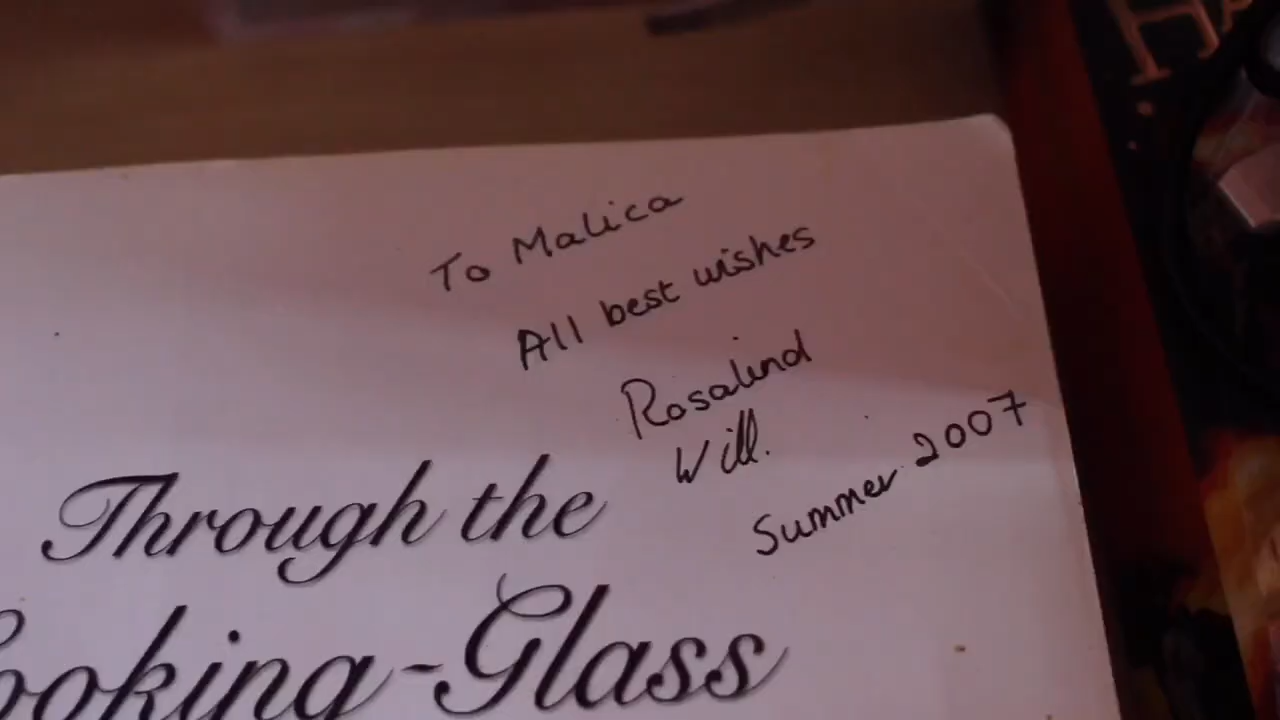 To Malica
All best wishes
Rosalind
Will.
Summer 2007
Through the
ooking-Glass